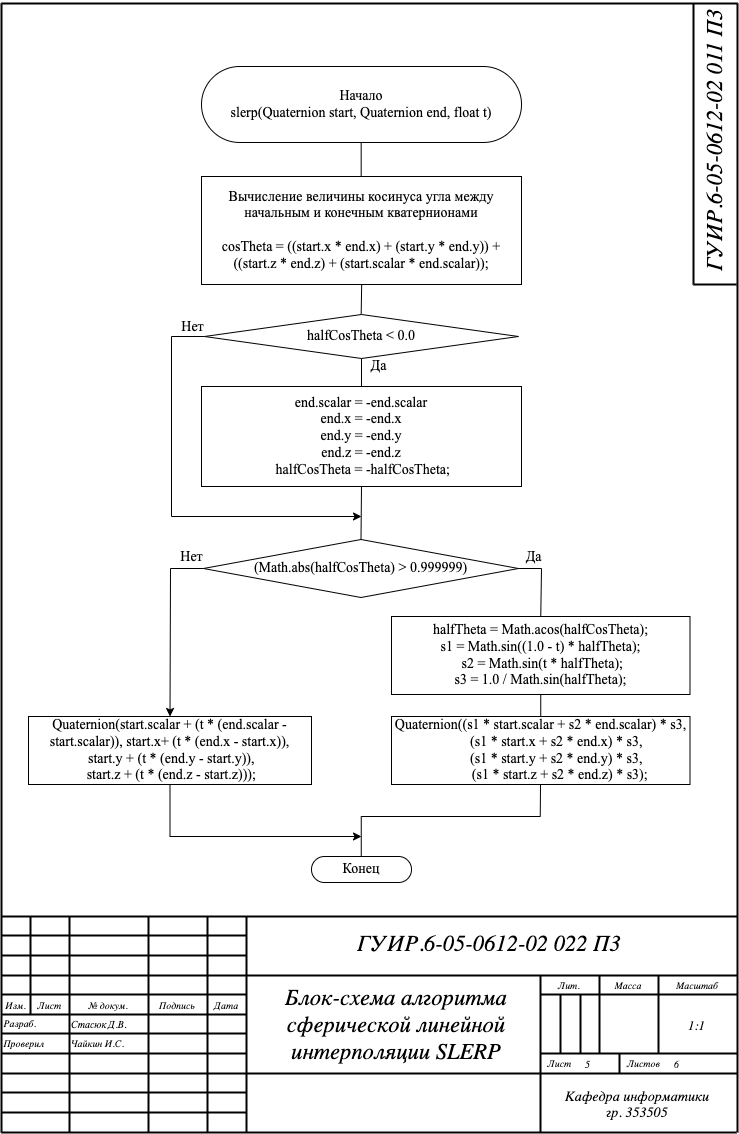 ГУИР.6-05-0612-02 011 ПЗ
Начало
slerp(Quaternion start, Quaternion end, float t)
Вычисление величины косинуса угла между
начальным и конечным кватернионами
cosTheta = ((start.x * end.x) + (start.y * end.y)) +
((start.z * end.z) + (start.scalar * end.scalar));
Нет
halfCosTheta < 0.0
Да
end.scalar = -end.scalar
end.x = -end.x
end.y = -end.y
end.z = -end.z
halfCosTheta = -halfCosTheta;
Нет
(Math.abs(halfCosTheta) > 0.999999)
Да
halfTheta = Math.acos(halfCosTheta);
s1 = Math.sin((1.0 - t) * halfTheta);
s2 = Math.sin(t * halfTheta);
s3 = 1.0 / Math.sin(halfTheta);
Quaternion(start.scalar + (t * (end.scalar -
start.scalar)), start.x+ (t * (end.x - start.x)),
start.y + (t * (end.y - start.y)),
start.z + (t * (end.z - start.z)));
Quaternion((s1 * start.scalar + s2 * end.scalar) * s3,
(s1 * start.x + s2 * end.x) * s3,
(s1 * start.y + s2 * end.y) * s3,
(s1 * start.z + s2 * end.z) * s3);
Конец
ГУИР.6-05-0612-02 022 ПЗ
Изм. Лист № докум. Подпись Дата
Разраб. Стасюк Д.В.
Проверил Чайкин И.С.
Блок-схема алгоритма
сферической линейной
интерполяции SLERP
Лит. Масса Масштаб
1:1
Лист 5 Листов 6
Кафедра информатики
гр. 353505